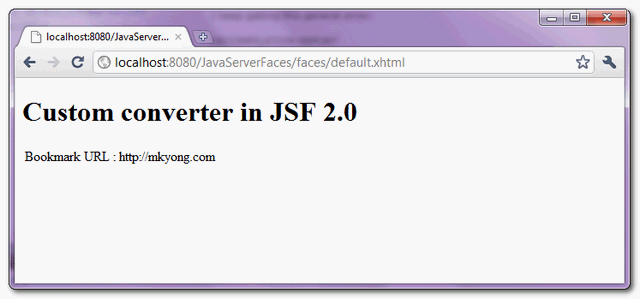 localhost:8080/JavaServer...
localhost:8080/JavaServerFaces/faces/default.xhtml
Custom converter in JSF 2.0
Bookmark URL : http://mkyong.com